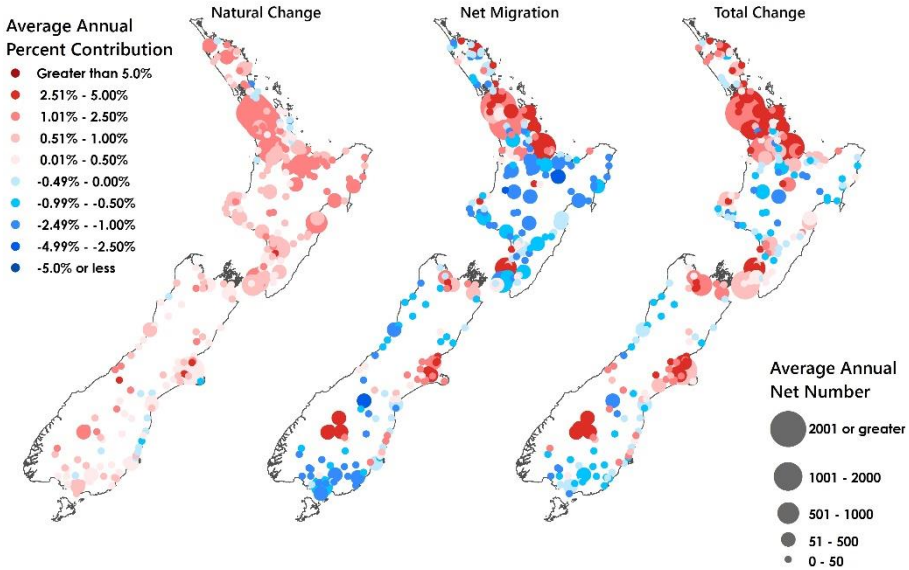 Natural Change
Net Migration
Total Change
Average Annual
Percent Contribution
Greater than 5.0%
2.51% - 5.00%
1.01% - 2.50%
0.51% - 1.00%
0.01% - 0.50%
-0.49% - 0.00%
-0.99% - -0.50%
-2.49% - -1.00%
-4.99% - -2.50%
-5.0% or less
Average Annual
Net Number
2001 or greater
1001 - 2000
501 - 1000
51 - 500
0 - 50